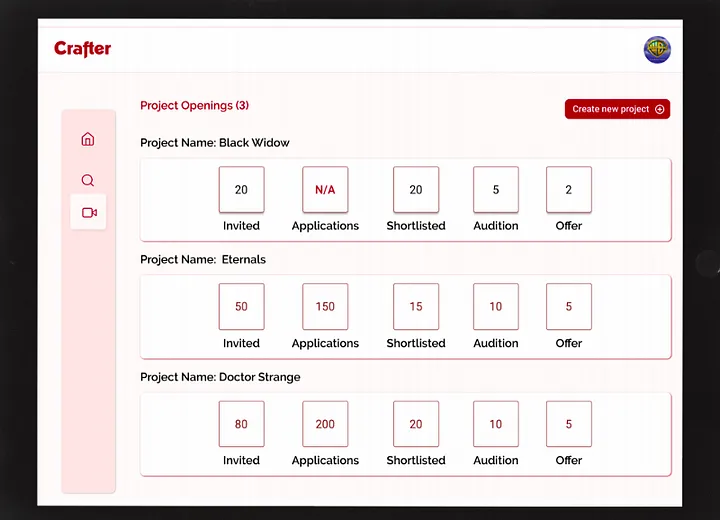 Crafter
Project Openings (3)
Create new project
Project Name: Black Widow
20 N/A 20 5 2
Invited Applications Shortlisted Audition Offer
Project Name: Eternals
50 150 15 10 5
Invited Applications Shortlisted Audition Offer
Project Name: Doctor Strange
80 200 20 10 5
Invited Applications Shortlisted Audition Offer